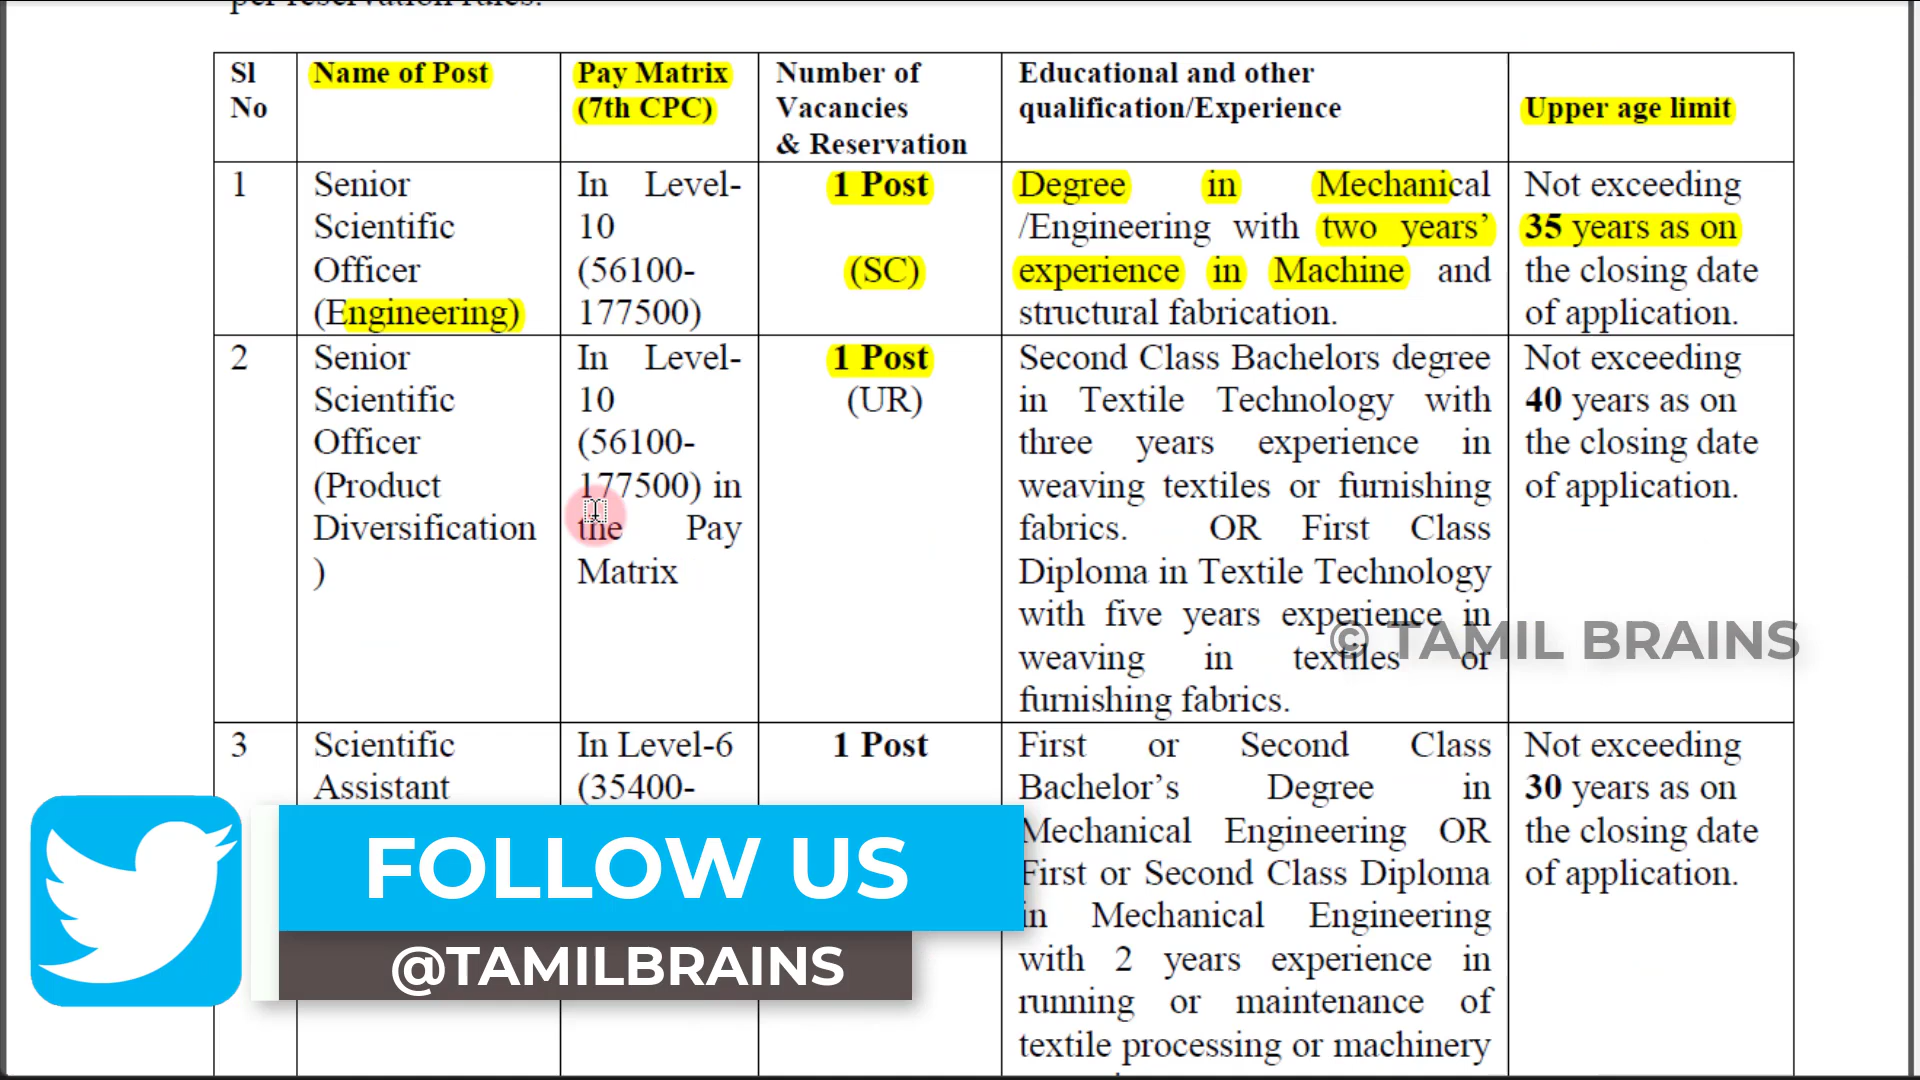 per reservation rules.
Sl
No
Name of Post
Pay Matrix
(7th CPC)
Number of
Vacancies
& Reservation
Educational and other
qualification/Experience
Upper age limit
1
Senior
Scientific
Officer
(Engineering)
In Level-
10
(56100-
177500)
1 Post
(SC)
Degree in Mechanical
/Engineering with two years’
experience in Machine and
structural fabrication.
Not exceeding
35 years as on
the closing date
of application.
2
Senior
Scientific
Officer
(Product
Diversification
)
In Level-
10
(56100-
177500) in
the Pay
Matrix
1 Post
(UR)
Second Class Bachelors degree
in Textile Technology with
three years experience in
weaving textiles or furnishing
fabrics. OR First Class
Diploma in Textile Technology
with five years experience in
weaving in textiles or
furnishing fabrics.
Not exceeding
40 years as on
the closing date
of application.
© TAMIL BRAINS
3
Scientific
Assistant
In Level-6
(35400-
1 Post
First or Second Class
Bachelor’s Degree in
Mechanical Engineering OR
First or Second Class Diploma
in Mechanical Engineering
with 2 years experience in
running or maintenance of
textile processing or machinery
Not exceeding
30 years as on
the closing date
of application.
FOLLOW US
@TAMILBRAINS